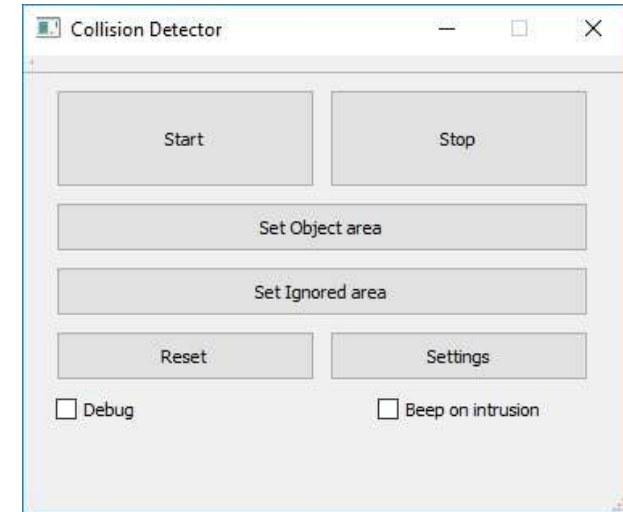 Collision Detector
Start
Stop
Set Object area
Set Ignored area
Reset
Settings
Debug
Beep on intrusion